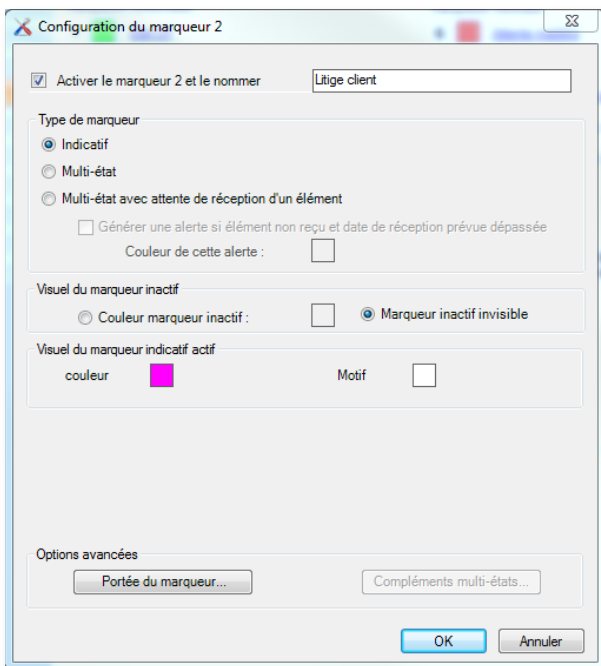 Configuration du marqueur 2
Activer le marqueur 2 et le nommer Litige client
Type de marqueur
Indicatif
Multi-état
Multi-état avec attente de réception d'un élément
Générer une alerte si élément non reçu et date de réception prévue dépassée
Couleur de cette alerte :
Visuel du marqueur inactif
Couleur marqueur inactif : Marqueur inactif invisible
Visuel du marqueur indicatif actif
couleur Motif
Options avancées
Portée du marqueur... Compléments multi-états...
OK Annuler